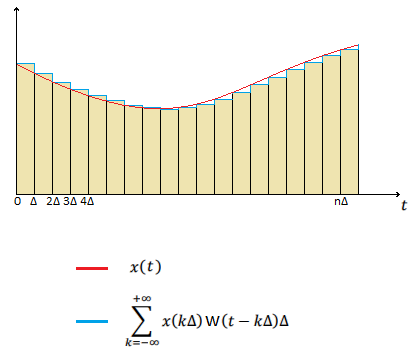 0 Δ 2Δ 3Δ 4Δ nΔ
t
x(t)
+∞
∑ x(kΔ) W(t − kΔ)Δ
k=−∞